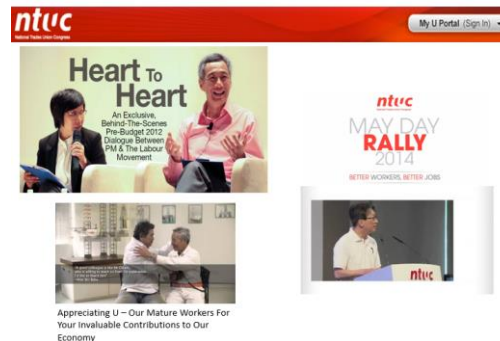 ntuc
National Trades Union Congress
My U Portal (Sign In)
Heart To
Heart
An Exclusive,
Behind-The-Scenes
Pre-Budget 2012
Dialogue Between
PM & The Labour
Movement
ntuc
MAY DAY
RALLY
2014
BETTER WORKERS, BETTER JOBS
ntuc
Appreciating U – Our Mature Workers For
Your Invaluable Contributions to Our
Economy